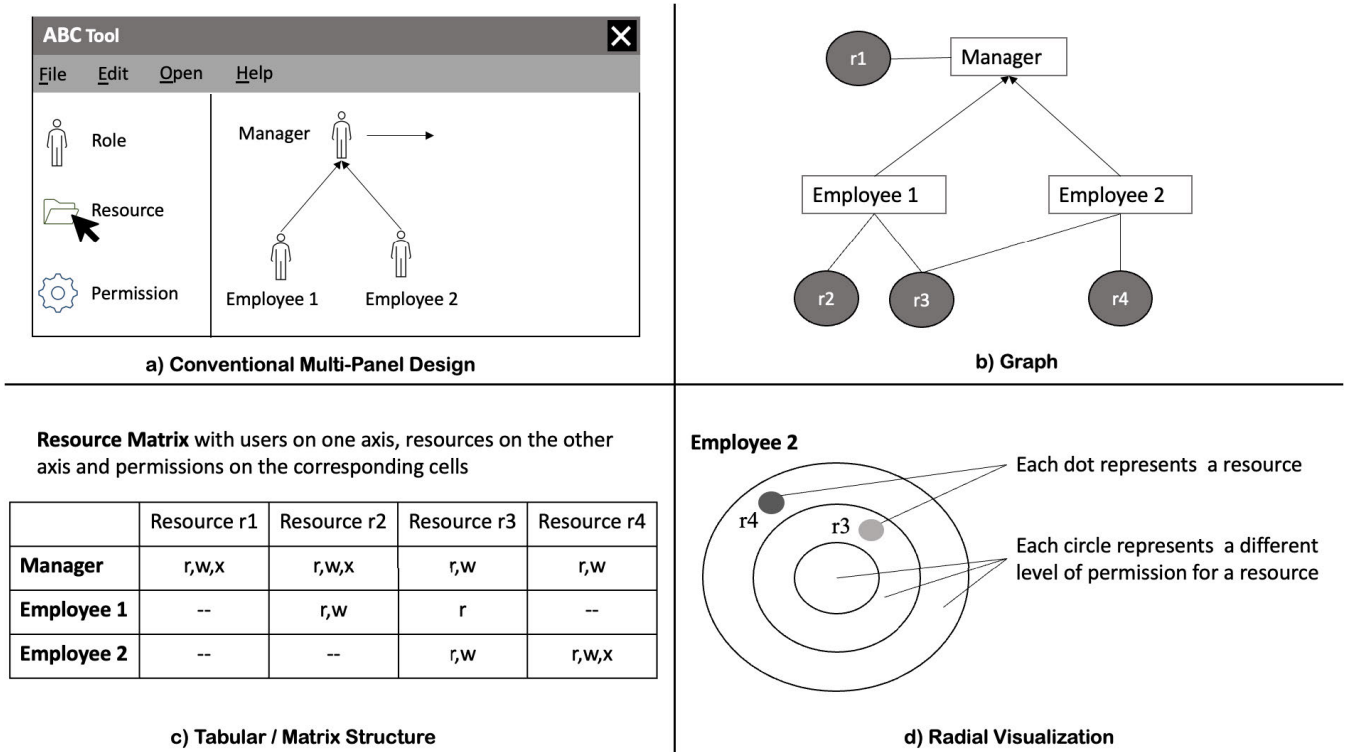 ABC Tool
File Edit Open Help
Role
Resource
Permission
Manager
Employee 1 Employee 2
a) Conventional Multi-Panel Design
r1 Manager
Employee 1 Employee 2
r2 r3 r4
b) Graph
Resource Matrix with users on one axis, resources on the other
axis and permissions on the corresponding cells
Resource r1 Resource r2 Resource r3 Resource r4
Manager r,w,x r,w,x r,w r,w
Employee 1 -- r,w r --
Employee 2 -- -- r,w r,w,x
c) Tabular / Matrix Structure
Employee 2
r4
r3
Each dot represents a resource
Each circle represents a different
level of permission for a resource
d) Radial Visualization